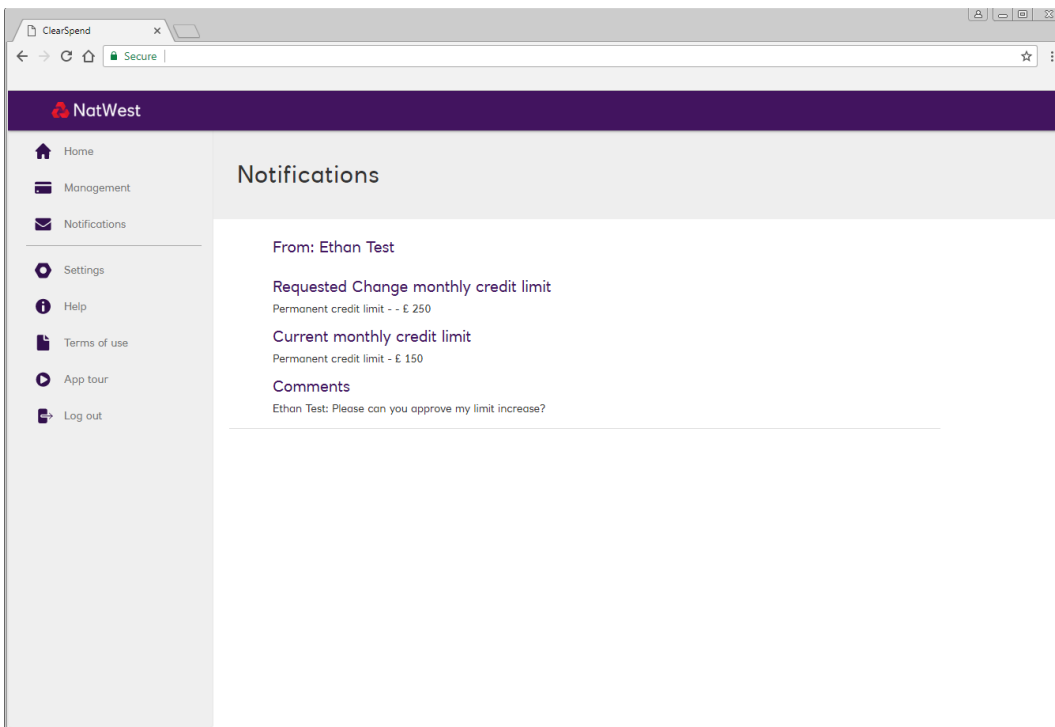 ClearSpend
Secure
NatWest
Home
Management
Notifications
Settings
Help
Terms of use
App tour
Log out
Notifications
From: Ethan Test
Requested Change monthly credit limit
Permanent credit limit - - £ 250
Current monthly credit limit
Permanent credit limit - £ 150
Comments
Ethan Test: Please can you approve my limit increase?